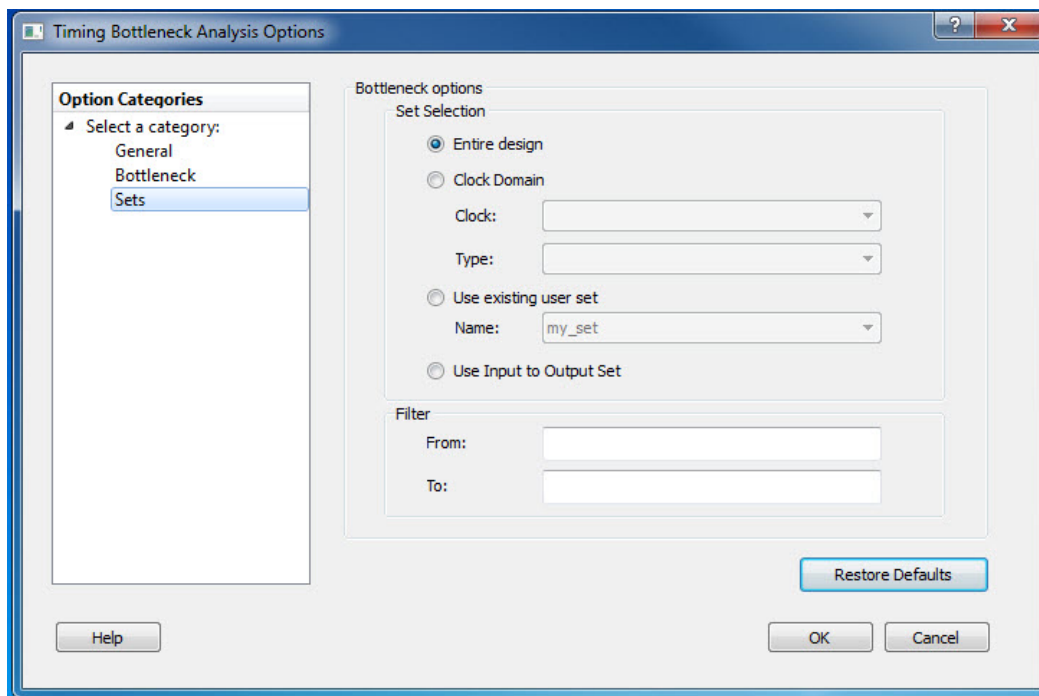 Timing Bottleneck Analysis Options
Option Categories
Select a category:
General
Bottleneck
Sets
Bottleneck options
Set Selection
Entire design
Clock Domain
Clock:
Type:
Use existing user set
Name: my_set
Use Input to Output Set
Filter
From:
To:
Restore Defaults
Help OK Cancel